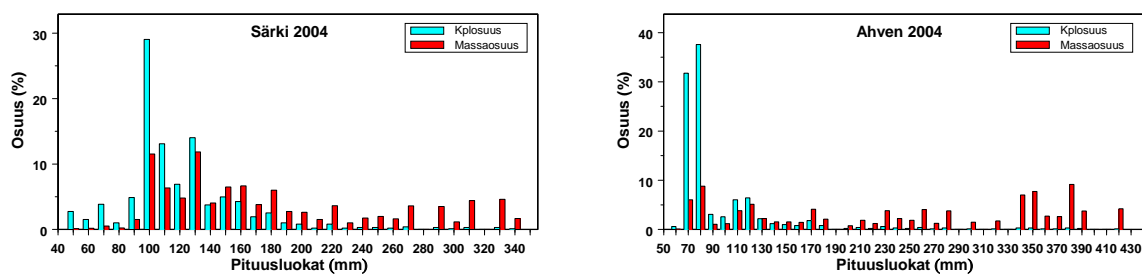 Särki 2004
Kplosuus
Massaosuus
Osuus (%)
30
20
10
0
40 60 80 100 120 140 160 180 200 220 240 260 280 300 320 340
Pituusluokat (mm)
Ahven 2004
Kplosuus
Massaosuus
Osuus (%)
40
30
20
10
0
50 70 90 110 130 150 170 190 210 230 250 270 290 310 330 350 370 390 410 430
Pituusluokat (mm)